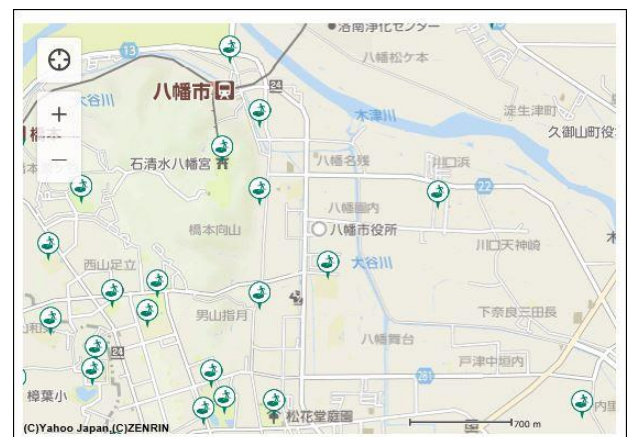 洛南浄化センター
13
八幡松ケ本
24
八幡市
大谷川
木津川
淀生津町
久御山町役
石清水八幡宮
八幡名残
川口浜
22
八幡園内
橋本向山
八幡市役所
川口天神崎
西山足立
大谷川
男山指月
下奈良三田長
八幡舞台
24
戸津中垣内
281
樟葉小
松花堂庭園
内里
(C)Yahoo Japan,(C)ZENRIN
700 m